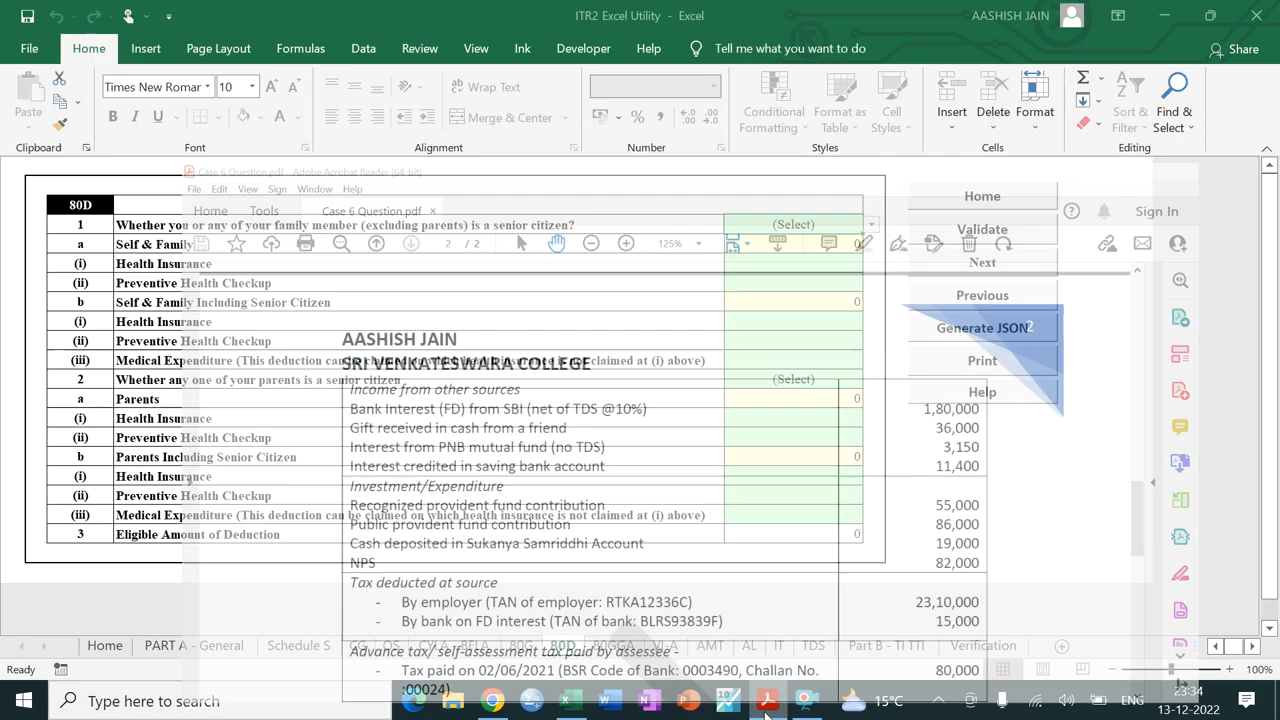 ITR2 Excel Utility - Excel
AASHISH JAIN
File Home Insert Page Layout Formulas Data Review View Ink Developer Help Tell me what you want to do Share
Paste
Times New Romar 10
B I U
Wrap Text
Merge & Center
Conditional Formatting
Format as Table
Cell Styles
Insert Delete Format
Sort & Filter
Find & Select
Clipboard Font Alignment Number Styles Cells Editing
Case 6 Question.pdf - Adobe Acrobat Reader (64-bit)
File Edit View Sign Window Help
Home Tools Case 6 Question.pdf × Sign In
2 / 2 125%
80D
1 Whether you or any of your family member (excluding parents) is a senior citizen? (Select)
a Self & Family 0
(i) Health Insurance
(ii) Preventive Health Checkup
b Self & Family Including Senior Citizen 0
(i) Health Insurance
(ii) Preventive Health Checkup
(iii) Medical Expenditure (This deduction can be claimed on which health insurance is not claimed at (i) above)
2 Whether any one of your parents is a senior citizen (Select)
a Parents 0
(i) Health Insurance
(ii) Preventive Health Checkup
b Parents Including Senior Citizen 0
(i) Health Insurance
(ii) Preventive Health Checkup
(iii) Medical Expenditure (This deduction can be claimed on which health insurance is not claimed at (i) above)
3 Eligible Amount of Deduction 0
Home
Validate
Next
Previous
Generate JSON
Print
Help
2
AASHISH JAIN
SRI VENKATESWARA COLLEGE
Income from other sources
Bank Interest (FD) from SBI (net of TDS @10%) 1,80,000
Gift received in cash from a friend 36,000
Interest from PNB mutual fund (no TDS) 3,150
Interest credited in saving bank account 11,400
Investment/Expenditure
Recognized provident fund contribution 55,000
Public provident fund contribution 86,000
Cash deposited in Sukanya Samriddhi Account 19,000
NPS 82,000
Tax deducted at source
- By employer (TAN of employer: RTKA12336C) 23,10,000
- By bank on FD interest (TAN of bank: BLRS93839F) 15,000
Advance tax/ self-assessment tax paid by assessee -
- Tax paid on 02/06/2021 (BSR Code of Bank: 0003490, Challan No. 80,000
:00024)
Home PART A - General Schedule S CG OS CYLA BFLA 80G 80D 80GGA VI-A AMT AL IT TDS Part B - TI TTI Verification
Ready
100%
Type here to search
15°C
ENG
23:34
13-12-2022